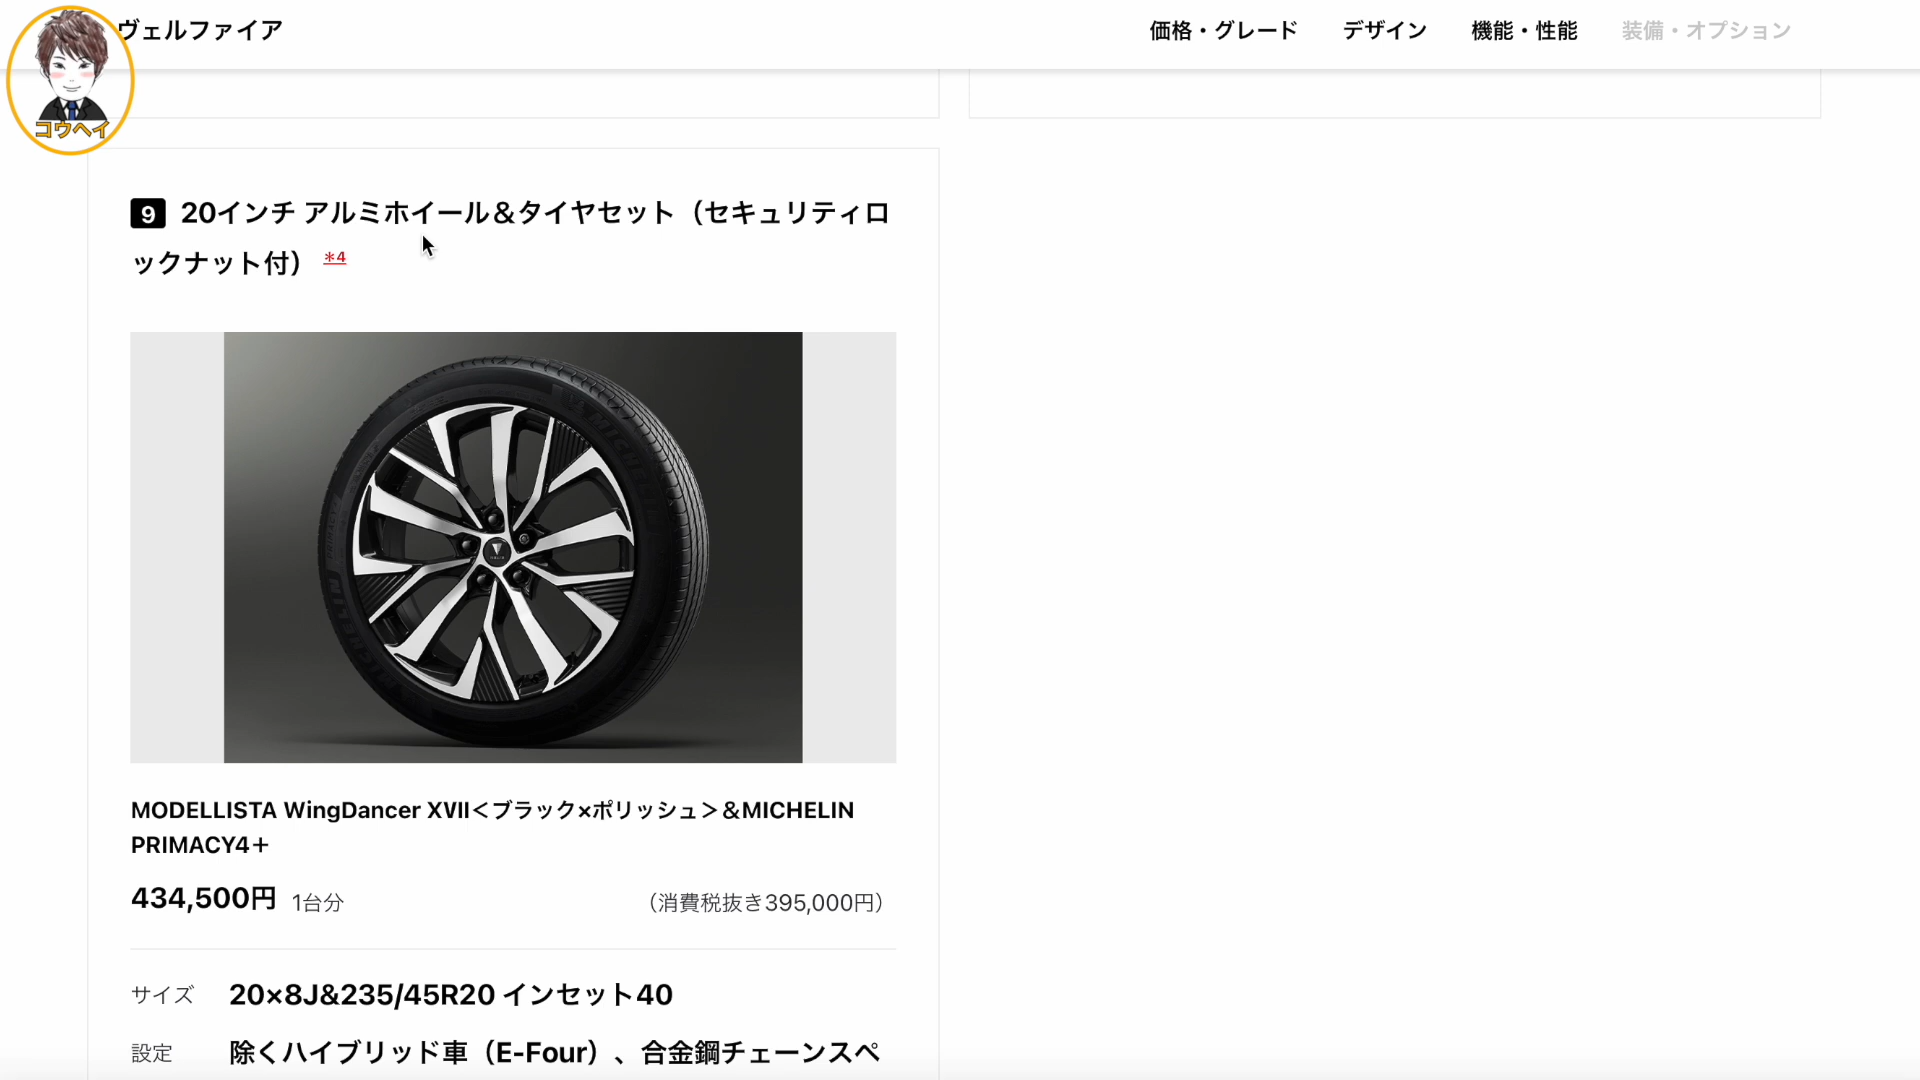 ヴェルファイア
価格・グレード
デザイン
機能・性能
装備・オプション
コウヘイ
9 20インチ アルミホイール＆タイヤセット（セキュリティロ
ックナット付） ＊4
MICHELIN
MICHELIN
MODELLISTA WingDancer XVII＜ブラック×ポリッシュ＞＆MICHELIN
PRIMACY4＋
434,500円 1台分 （消費税抜き395,000円）
サイズ 20×8J&235/45R20 インセット40
設定 除くハイブリッド車（E-Four）、合金鋼チェーンスペ